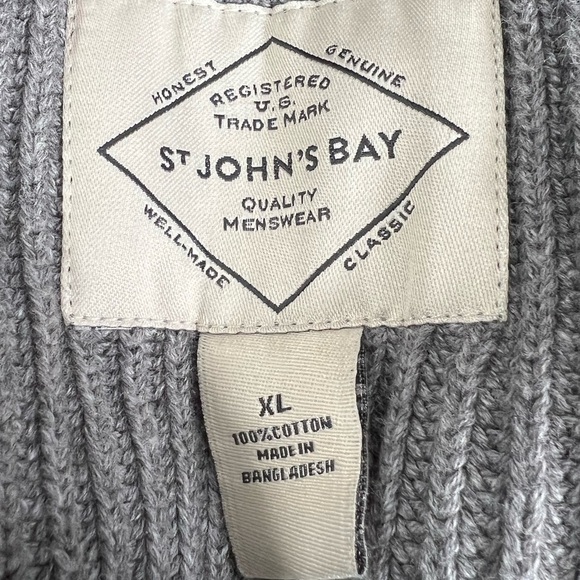 HONEST
GENUINE
REGISTERED
U.S.
TRADE MARK
ST JOHN'S BAY
QUALITY
MENSWEAR
WELL-MADE
CLASSIC
XL
100% COTTON
MADE IN
BANGLADESH